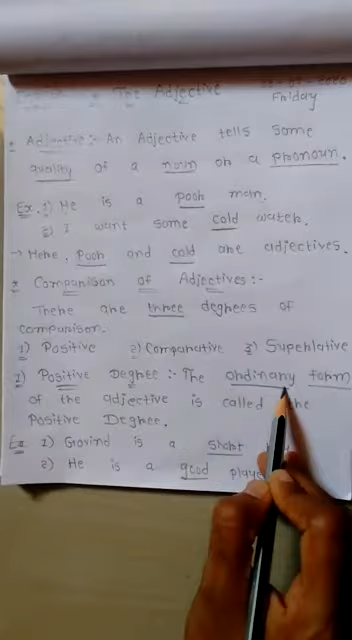 The Adjective
Friday
* Adjective :- An Adjective tells some
quality of a noun or a pronoun.
Ex. 1) He is a poor man.
2) I want some cold water.
→ Here, poor and cold are adjectives.
* Comparison of Adjectives :-
There are three degrees of
comparison.
1) Positive 2) Comparative 3) Superlative
1) Positive Degree :- The ordinary form
of the adjective is called the
Positive Degree.
Ex. 1) Govind is a short
2) He is a good playe